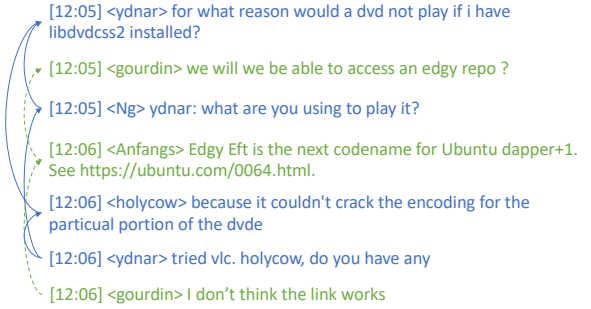 [12:05] <ydnar> for what reason would a dvd not play if i have
libdvdcss2 installed?
[12:05] <gourdin> we will we be able to access an edgy repo ?
[12:05] <Ng> ydnar: what are you using to play it?
[12:06] <Anfangs> Edgy Eft is the next codename for Ubuntu dapper+1.
See https://ubuntu.com/0064.html.
[12:06] <holycow> because it couldn't crack the encoding for the
particual portion of the dvde
[12:06] <ydnar> tried vlc. holycow, do you have any
[12:06] <gourdin> I don't think the link works